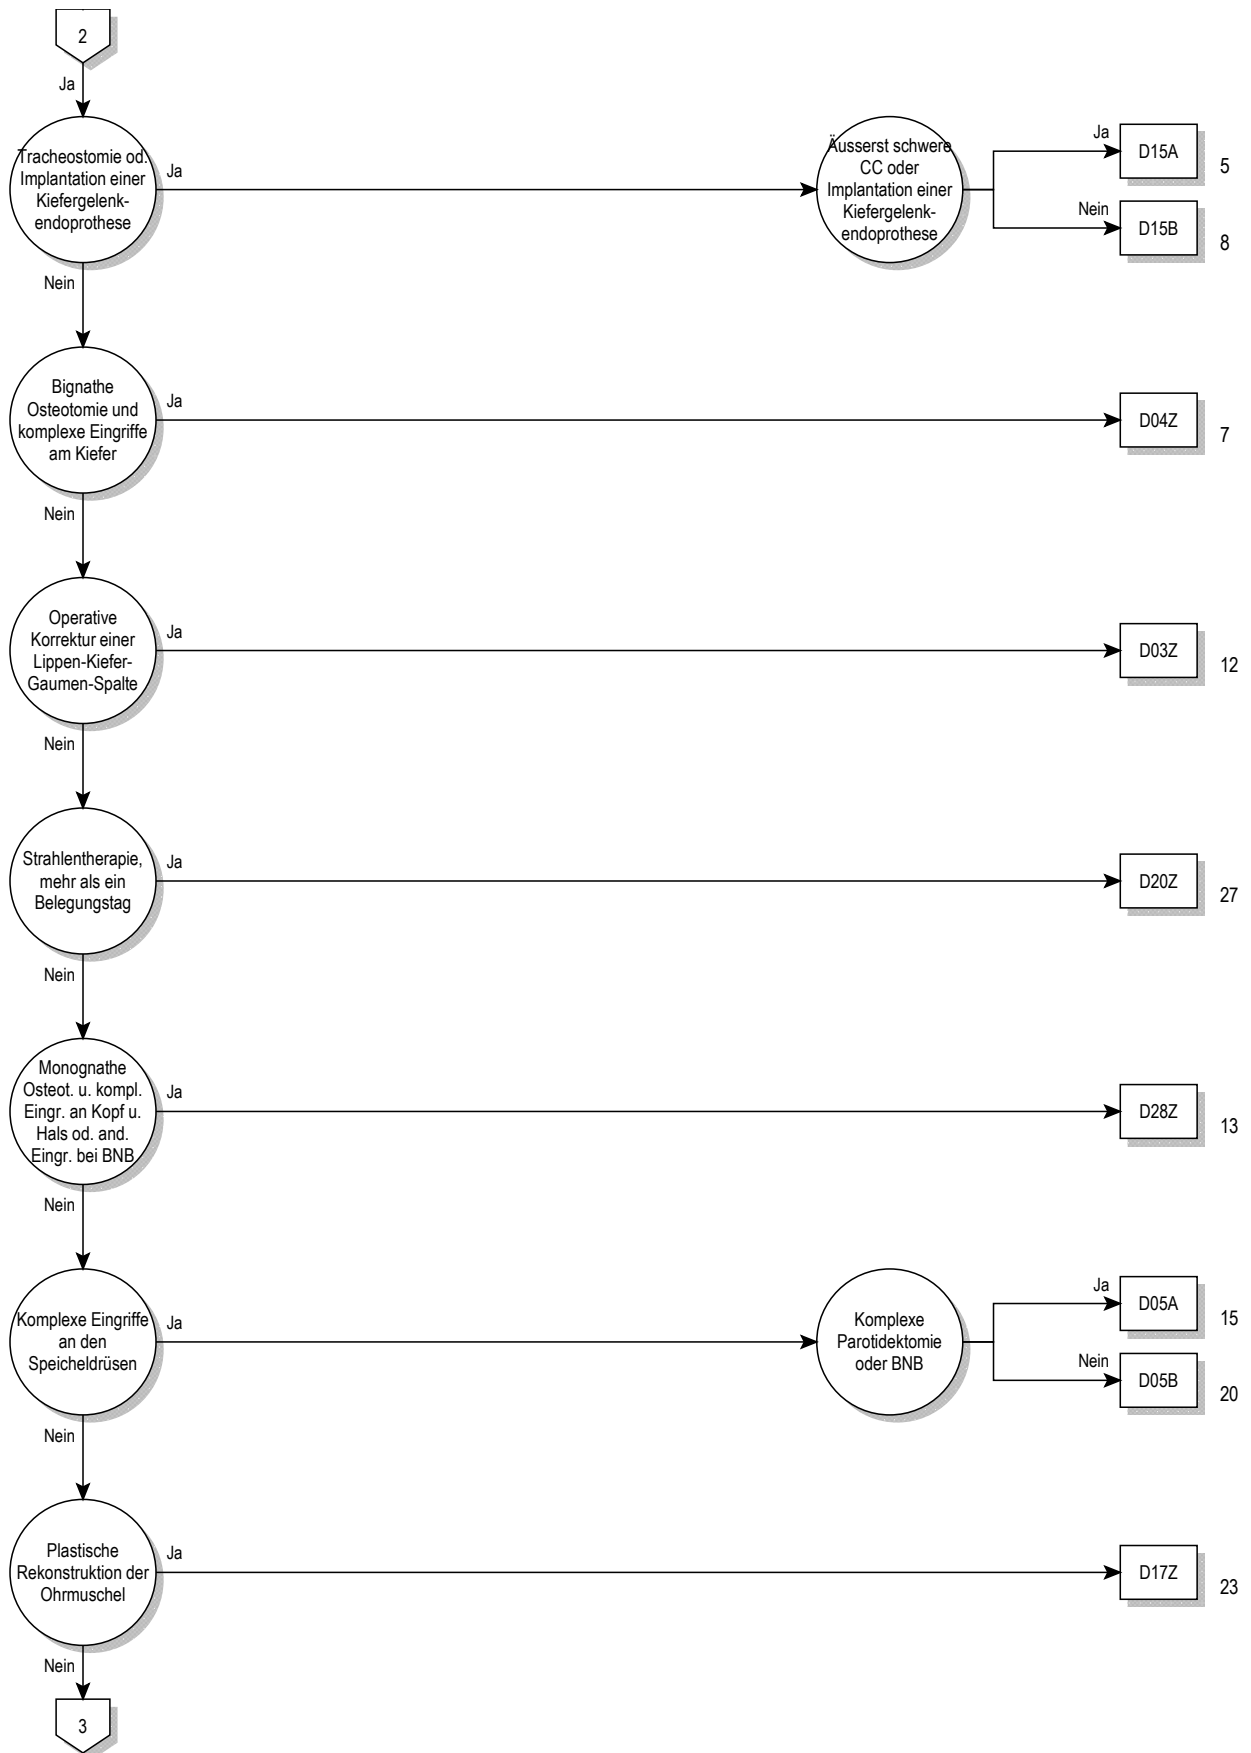 2
Ja
Tracheostomie od.
Implantation einer
Kiefergelenk-
endoprothese
Ja
Äusserst schwere
CC oder
Implantation einer
Kiefergelenk-
endoprothese
Ja
D15A
5
Nein
D15B
8
Nein
Bignathe
Osteotomie und
komplexe Eingriffe
am Kiefer
Ja
D04Z
7
Nein
Operative
Korrektur einer
Lippen-Kiefer-
Gaumen-Spalte
Ja
D03Z
12
Nein
Strahlentherapie,
mehr als ein
Belegungstag
Ja
D20Z
27
Nein
Monognathe
Osteot. u. kompl.
Eingr. an Kopf u.
Hals od. and.
Eingr. bei BNB
Ja
D28Z
13
Nein
Komplexe Eingriffe
an den
Speicheldrüsen
Ja
Komplexe
Parotidektomie
oder BNB
Ja
D05A
15
Nein
D05B
20
Nein
Plastische
Rekonstruktion der
Ohrmuschel
Ja
D17Z
23
Nein
3